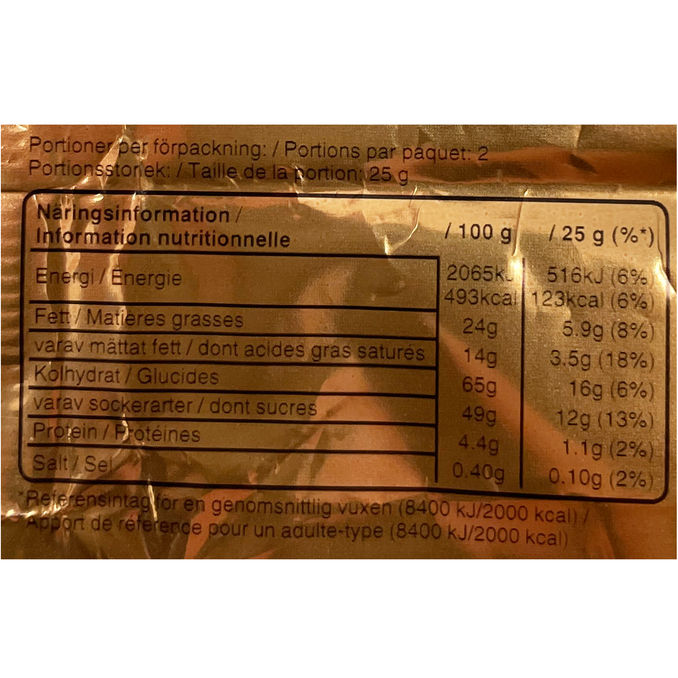 Portioner per förpackning: / Portions par paquet: 2
Portionsstorlek: / Taille de la portion: 25 g
Näringsinformation /
Information nutritionnelle / 100 g / 25 g (%*)
Energi / Énergie 2065kJ 516kJ (6%)
493kcal 123kcal (6%)
Fett / Matières grasses 24g 5.9g (8%)
varav mättat fett / dont acides gras saturés 14g 3.5g (18%)
Kolhydrat / Glucides 65g 16g (6%)
varav sockerarter / dont sucres 49g 12g (13%)
Protein / Protéines 4.4g 1.1g (2%)
Salt / Sel 0.40g 0.10g (2%)
*Referensintag för en genomsnittlig vuxen (8400 kJ/2000 kcal) /
*Apport de référence pour un adulte-type (8400 kJ/2000 kcal)